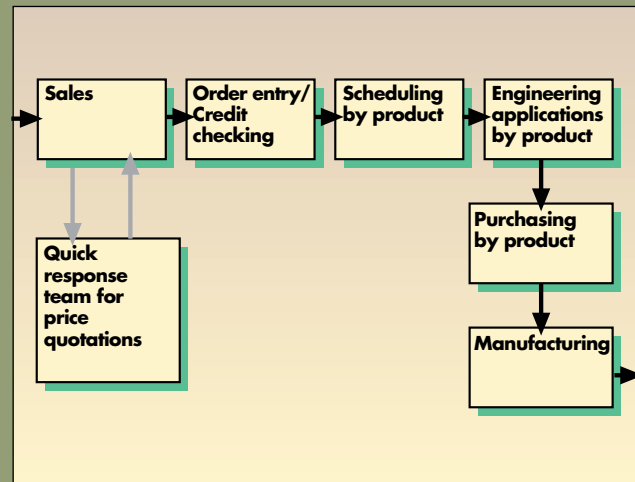 Sales
Order entry/
Credit
checking
Scheduling
by product
Engineering
applications
by product
Quick
response
team for
price
quotations
Purchasing
by product
Manufacturing